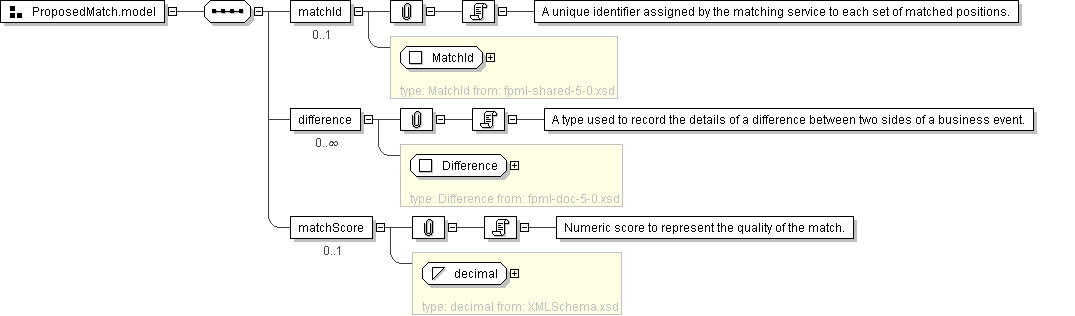 ProposedMatch.model
matchId
A unique identifier assigned by the matching service to each set of matched positions.
0..1
MatchId
type: MatchId from: fpml-shared-5-0.xsd
difference
A type used to record the details of a difference between two sides of a business event.
0..∞
Difference
type: Difference from: fpml-doc-5-0.xsd
matchScore
Numeric score to represent the quality of the match.
0..1
decimal
type: decimal from: XMLSchema.xsd